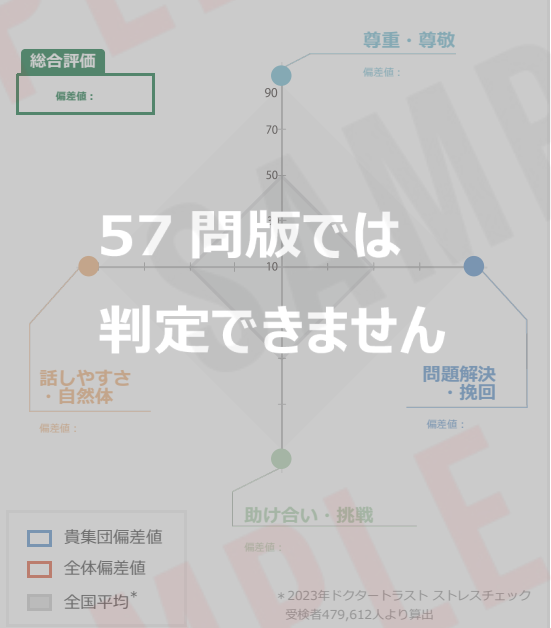 総合評価
偏差値：
尊重・尊敬
偏差値：
90
70
50
57 問版では
10
判定できません
話しやすさ
・自然体
偏差値：
問題解決
・挽回
偏差値：
助け合い・挑戦
偏差値：
貴集団偏差値
全体偏差値
全国平均*
＊2023年ドクタートラスト ストレスチェック
受検者479,612人より算出
SAMPLE